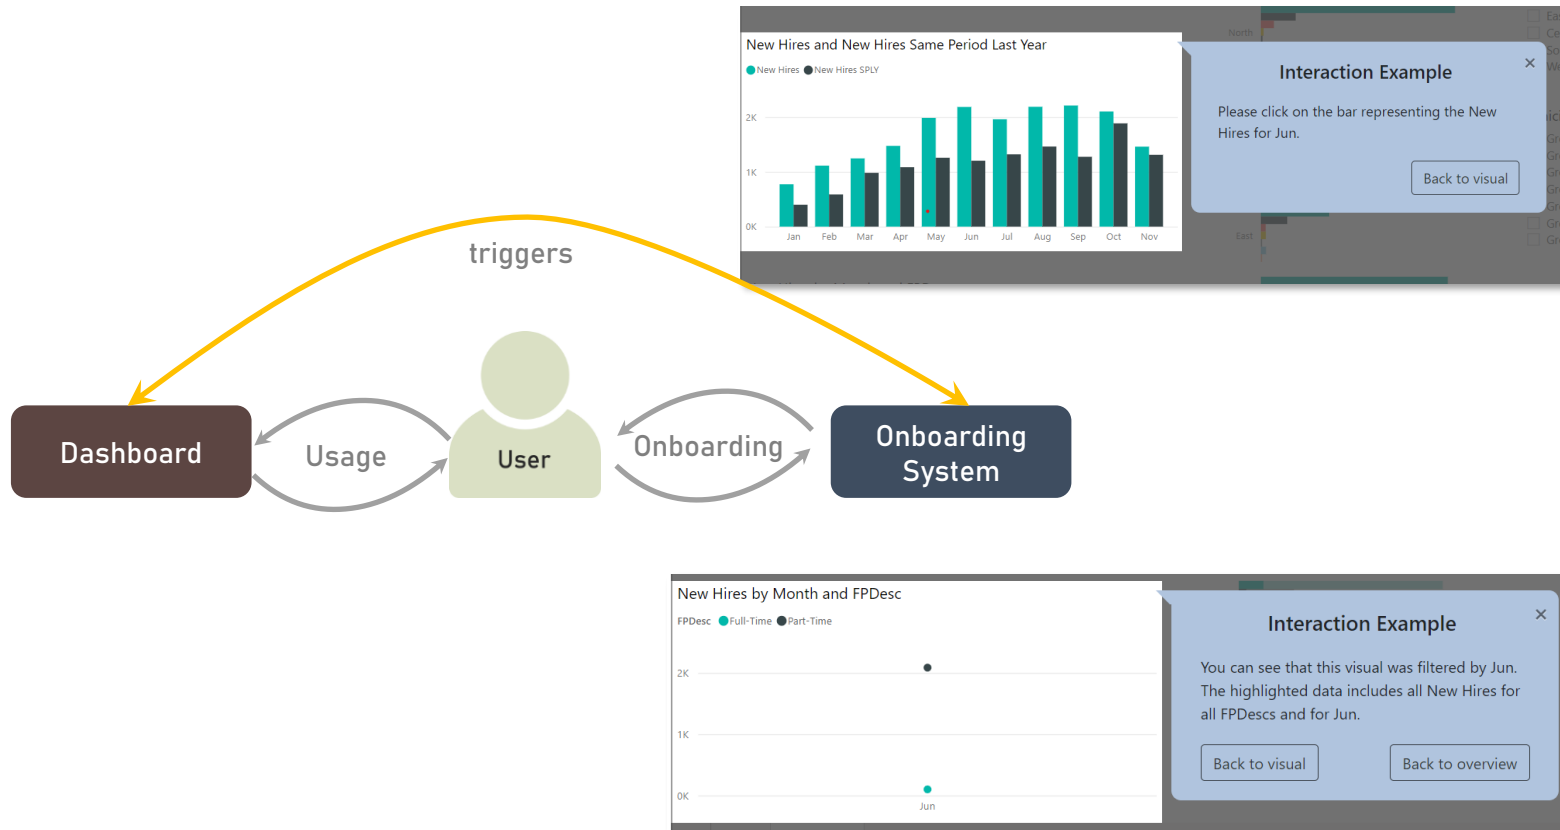 New Hires and New Hires Same Period Last Year
New Hires New Hires SPLY
2K
1K
0K
Jan Feb Mar Apr May Jun Jul Aug Sep Oct Nov
North
East
Interaction Example
×
Please click on the bar representing the New
Hires for Jun.
Back to visual
triggers
Dashboard
Usage
User
Onboarding
Onboarding
System
New Hires by Month and FPDesc
FPDesc Full-Time Part-Time
2K
1K
0K
Jun
Interaction Example
×
You can see that this visual was filtered by Jun.
The highlighted data includes all New Hires for
all FPDescs and for Jun.
Back to visual
Back to overview